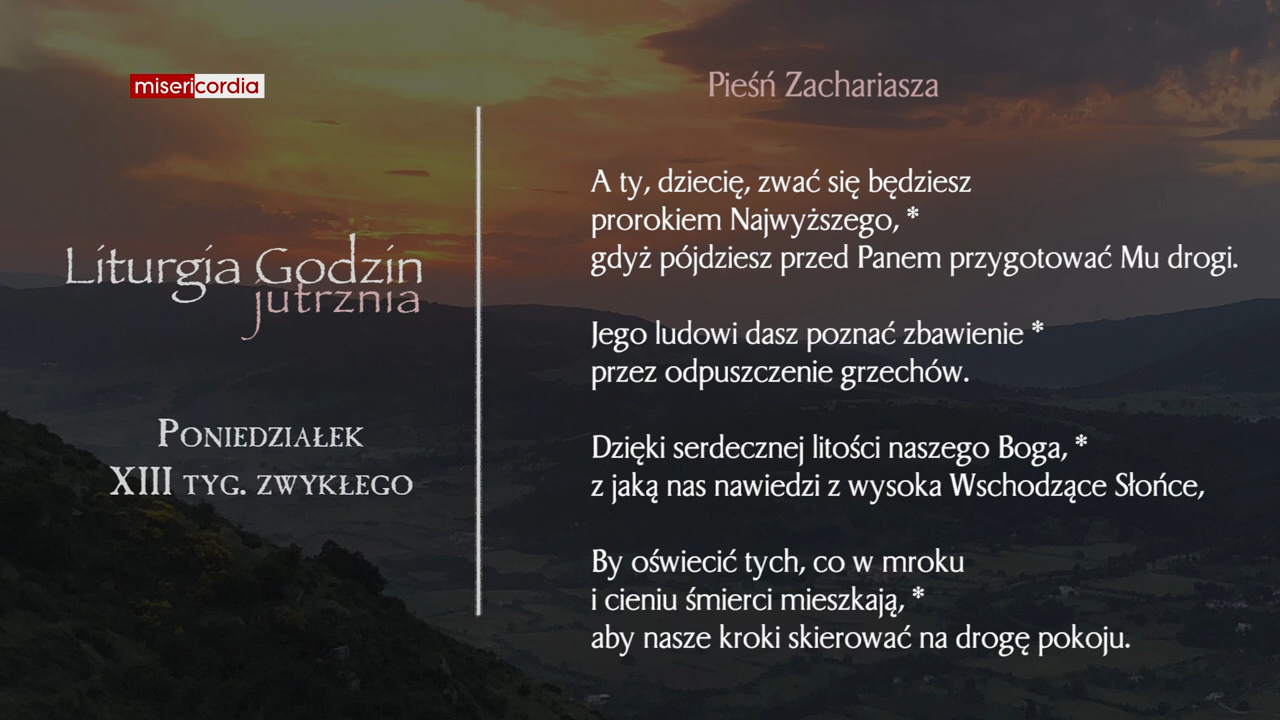 misericordia
Liturgia Godzin
jutrznia
Poniedziałek
XIII tyg. zwykłego
Pieśń Zachariasza
A ty, dziecię, zwać się będziesz
prorokiem Najwyższego, *
gdyż pójdziesz przed Panem przygotować Mu drogi.
Jego ludowi dasz poznać zbawienie *
przez odpuszczenie grzechów.
Dzięki serdecznej litości naszego Boga, *
z jaką nas nawiedzi z wysoka Wschodzące Słońce,
By oświecić tych, co w mroku
i cieniu śmierci mieszkają, *
aby nasze kroki skierować na drogę pokoju.